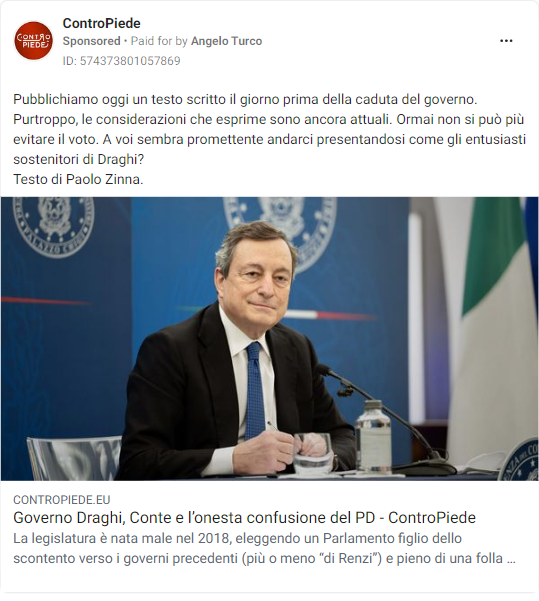 CONTRO
PIEDE
ControPiede
Sponsored • Paid for by Angelo Turco
ID: 574373801057869
Pubblichiamo oggi un testo scritto il giorno prima della caduta del governo.
Purtroppo, le considerazioni che esprime sono ancora attuali. Ormai non si può più
evitare il voto. A voi sembra promettente andarci presentandosi come gli entusiasti
sostenitori di Draghi?
Testo di Paolo Zinna.
PALAZZO CHIGI
CONTROPIEDE.EU
Governo Draghi, Conte e l'onesta confusione del PD - ControPiede
La legislatura è nata male nel 2018, eleggendo un Parlamento figlio dello
scontento verso i governi precedenti (più o meno “di Renzi”) e pieno di una folla ...